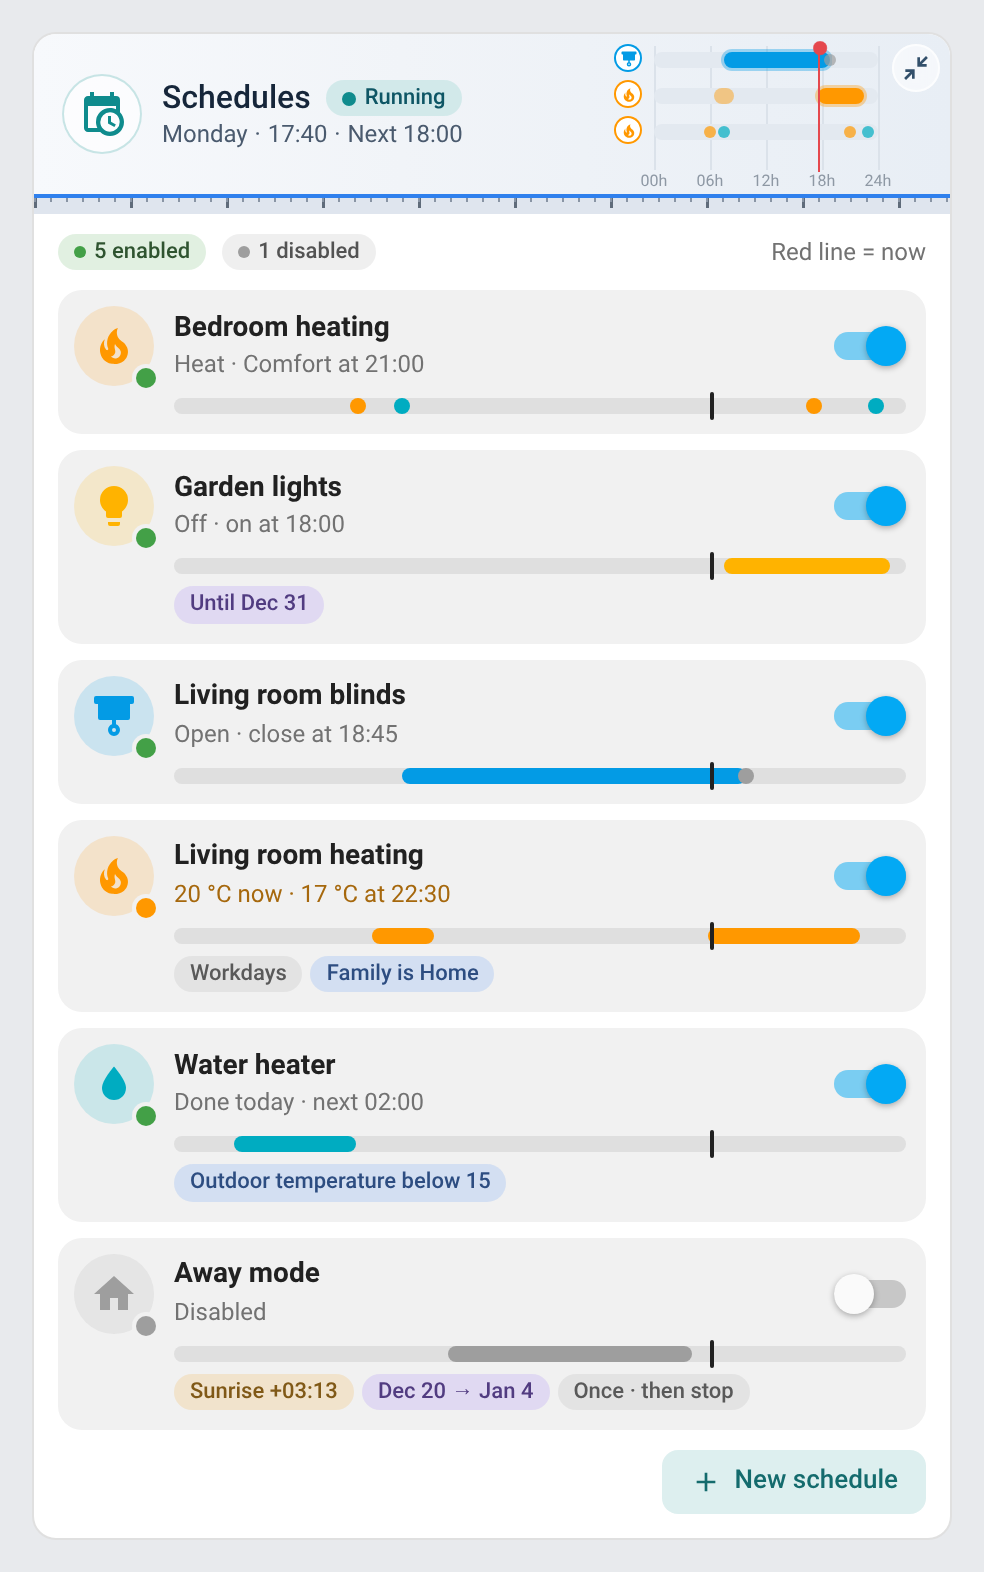 Schedules
Running
Monday · 17:40 · Next 18:00
00h 06h 12h 18h 24h
5 enabled
1 disabled
Red line = now
Bedroom heating
Heat · Comfort at 21:00
Garden lights
Off · on at 18:00
Until Dec 31
Living room blinds
Open · close at 18:45
Living room heating
20 °C now · 17 °C at 22:30
Workdays
Family is Home
Water heater
Done today · next 02:00
Outdoor temperature below 15
Away mode
Disabled
Sunrise +03:13
Dec 20 → Jan 4
Once · then stop
+ New schedule